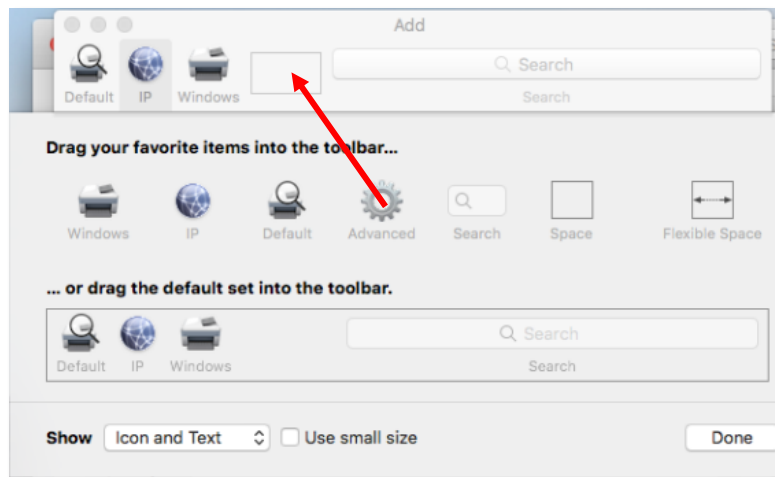 Add
Search
Default IP Windows Search
Drag your favorite items into the toolbar...
Windows IP Default Advanced Search Space Flexible Space
... or drag the default set into the toolbar.
Search
Default IP Windows Search
Show Icon and Text Use small size Done